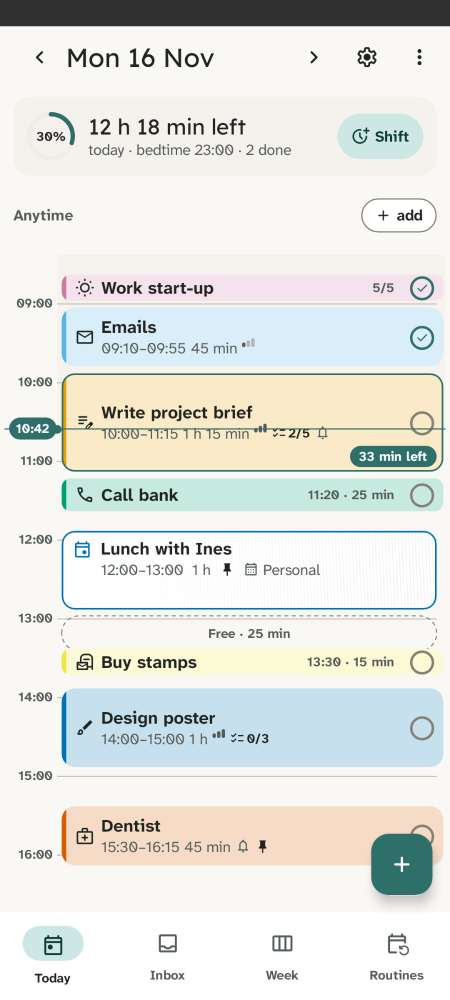 Mon 16 Nov
30%
12 h 18 min left
today · bedtime 23:00 · 2 done
Shift
Anytime
+ add
Work start-up
5/5
09:00
Emails
09:10–09:55 45 min
10:00
Write project brief
10:00–11:15 1 h 15 min 2/5
10:42
33 min left
11:00
Call bank
11:20 · 25 min
12:00
Lunch with Ines
12:00–13:00 1 h Personal
13:00
Free · 25 min
Buy stamps
13:30 · 15 min
14:00
Design poster
14:00–15:00 1 h 0/3
15:00
Dentist
15:30–16:15 45 min
16:00
Today
Inbox
Week
Routines